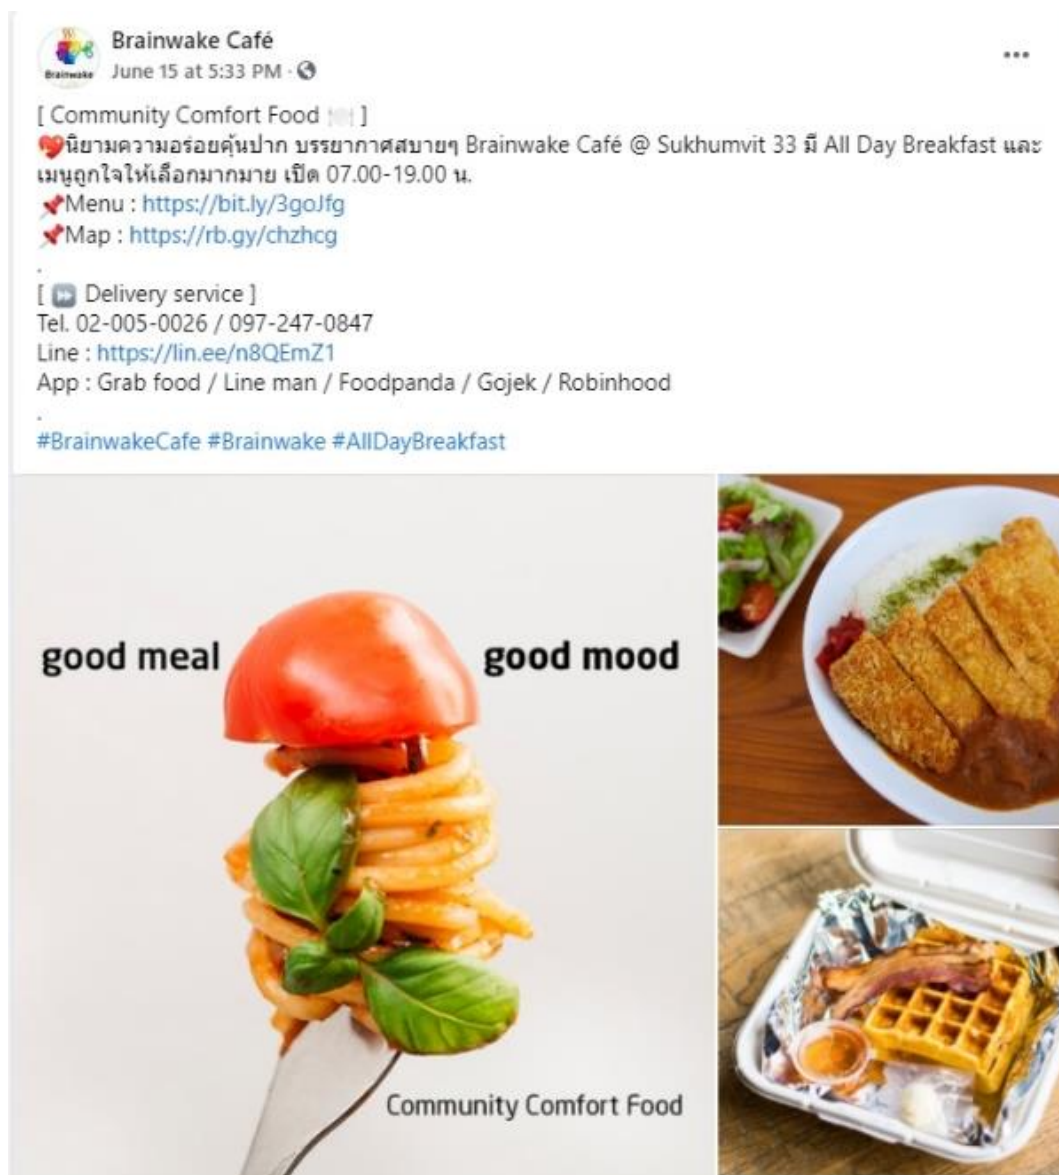 Brainwake Café
June 15 at 5:33 PM ·
Brainwake
[ Community Comfort Food 🍽️ ]
💖นิยามความอร่อยคุ้นปาก บรรยากาศสบายๆ Brainwake Café @ Sukhumvit 33 มี All Day Breakfast และ
เมนูถูกใจให้เลือกมากมาย เปิด 07.00-19.00 น.
📌Menu : https://bit.ly/3goJfg
📌Map : https://rb.gy/chzhcg
.
[ ⏩ Delivery service ]
Tel. 02-005-0026 / 097-247-0847
Line : https://lin.ee/n8QEmZ1
App : Grab food / Line man / Foodpanda / Gojek / Robinhood
.
#BrainwakeCafe #Brainwake #AllDayBreakfast
good meal good mood
Community Comfort Food